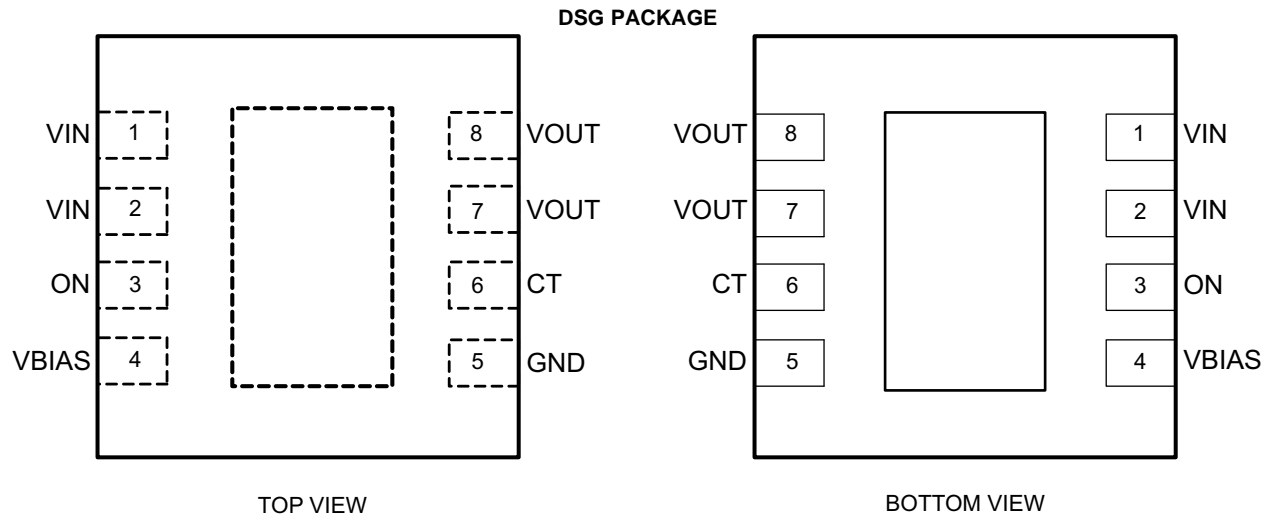 DSG PACKAGE
VIN 1 8 VOUT
VIN 2 7 VOUT
ON 3 6 CT
VBIAS 4 5 GND
TOP VIEW
VOUT 8 1 VIN
VOUT 7 2 VIN
CT 6 3 ON
GND 5 4 VBIAS
BOTTOM VIEW